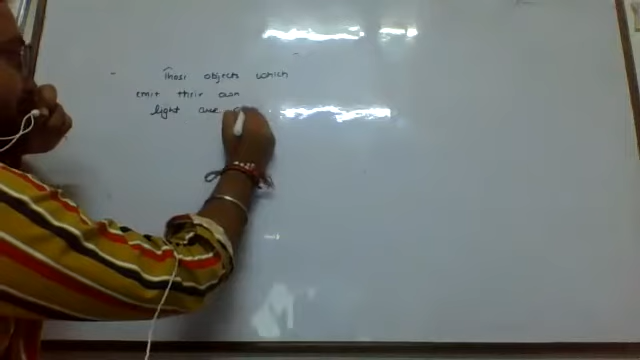 Those objects which
emit their own
light are